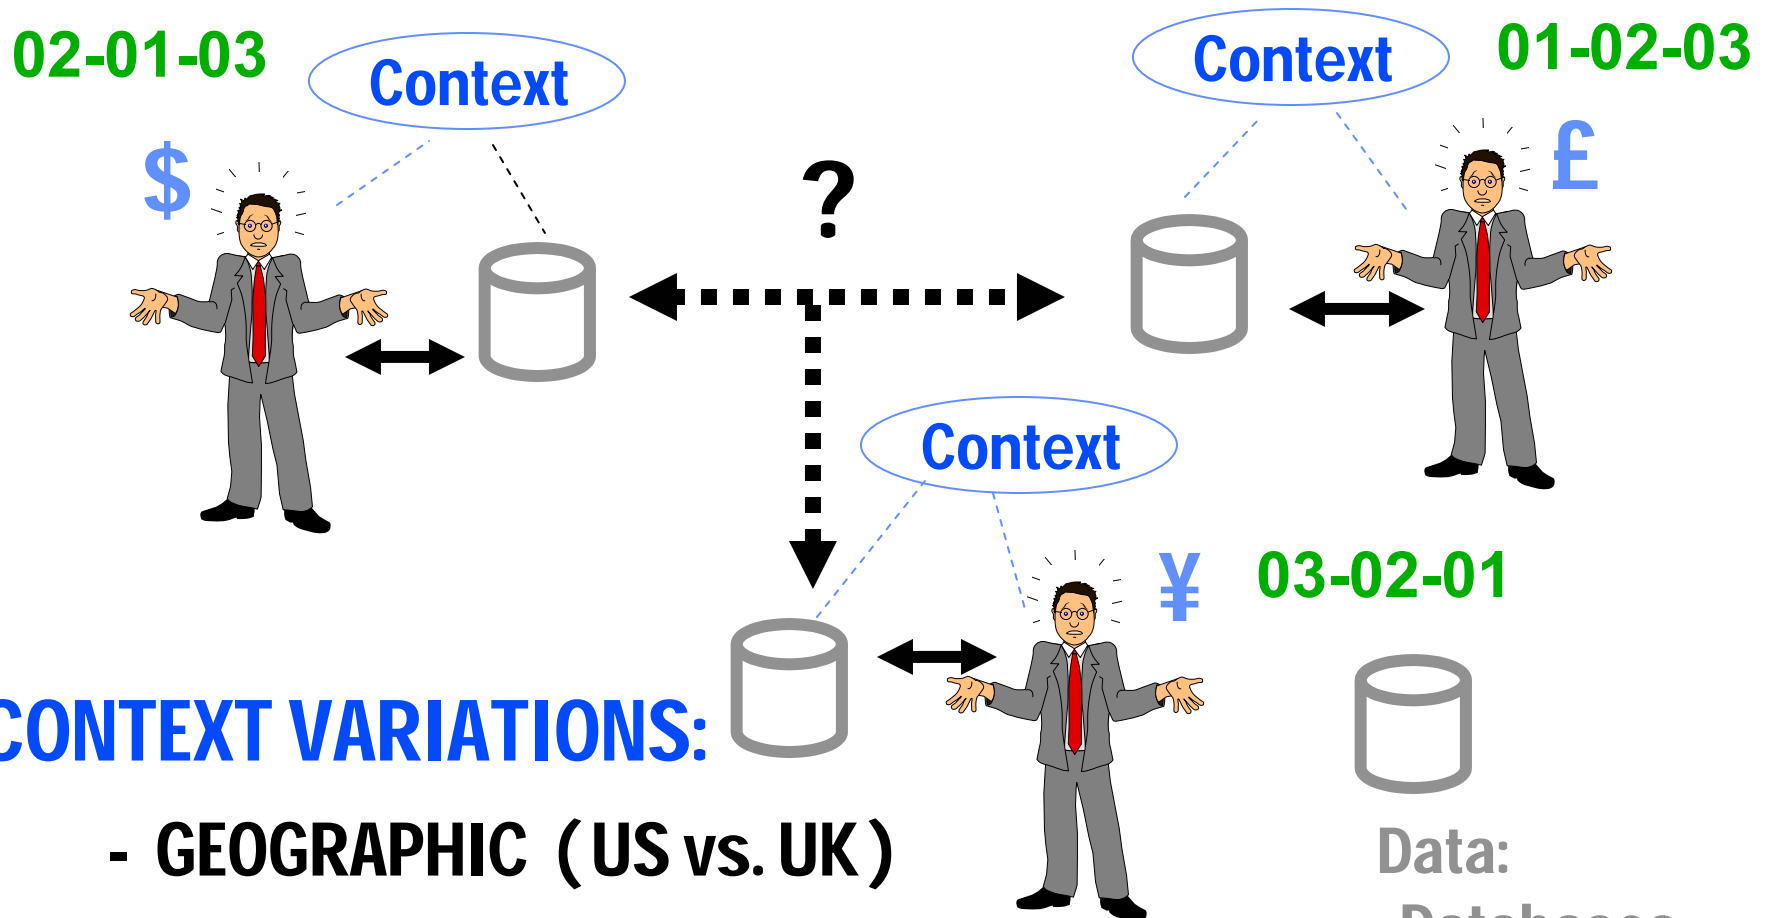 02-01-03
Context
Context
01-02-03
$
£
?
Context
¥
03-02-01
CONTEXT VARIATIONS:
- GEOGRAPHIC ( US vs. UK )
Data:
Databases